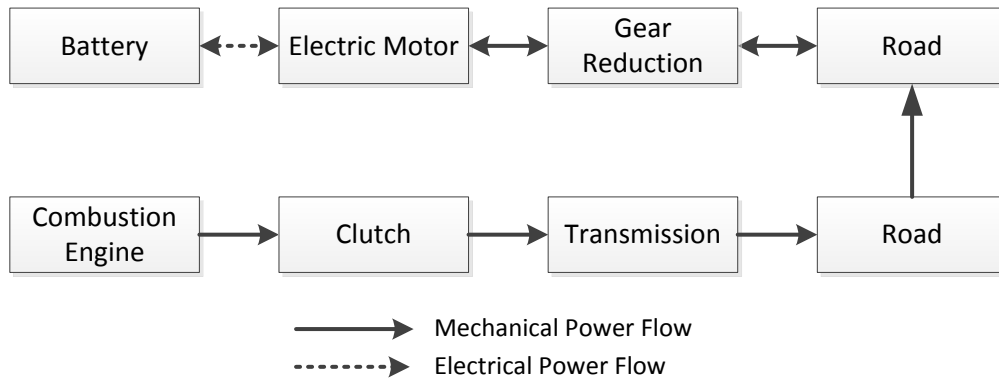 Battery
Electric Motor
Gear
Reduction
Road
Combustion
Engine
Clutch
Transmission
Road
Mechanical Power Flow
Electrical Power Flow